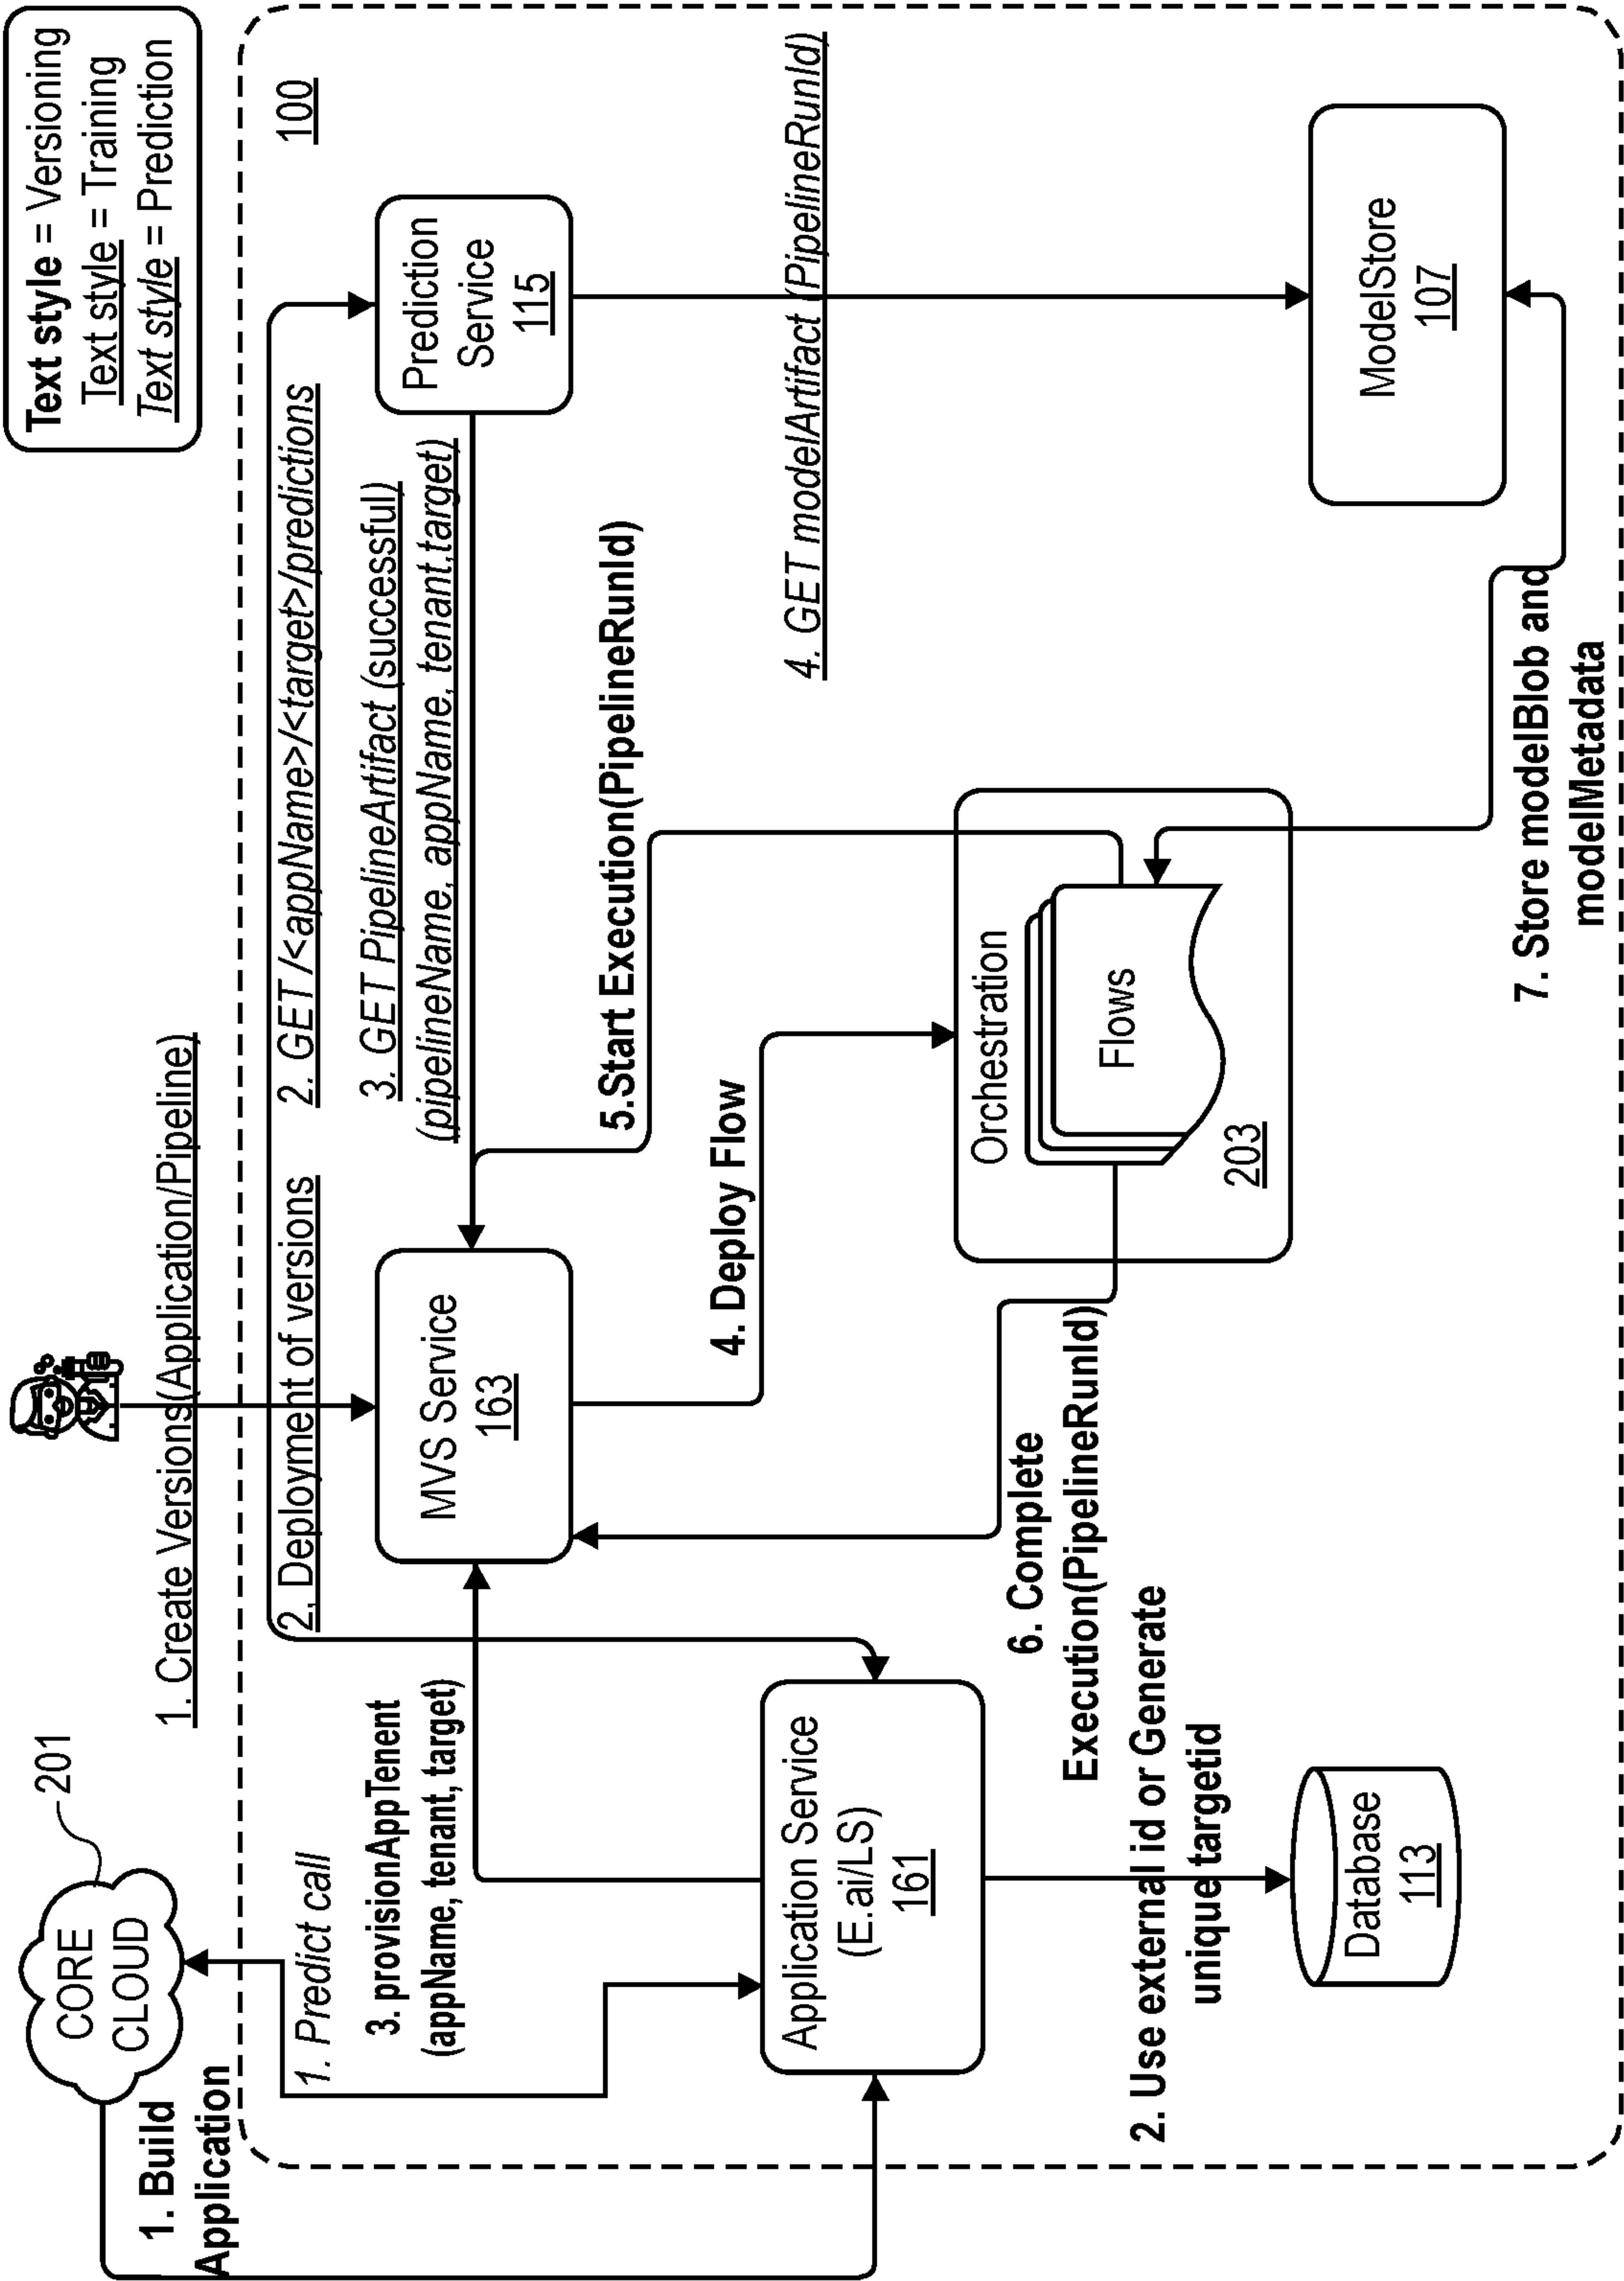 Text style = Versioning
Text style = Training
Text style = Prediction
201
CORE
CLOUD
1. Build
Application
1. Create Versions(Application/Pipeline)
100
2. Deployment of versions
2. GET /<appName>/<target>/predictions
1. Predict call
3. provisionAppTenent
(appName, tenant, target)
MVS Service
163
3. GET PipelineArtifact (successful)
(pipelineName, appName, tenant,target)
Prediction
Service
115
5.Start Execution(PipelineRunId)
4. Deploy Flow
4. GET modelArtifact (PipelineRunId)
Application Service
(E.ai/LS)
161
6. Complete
Execution(PipelineRunId)
Orchestration
Flows
203
2. Use external id or Generate
unique targetid
Database
113
ModelStore
107
7. Store modelBlob and
modelMetadata